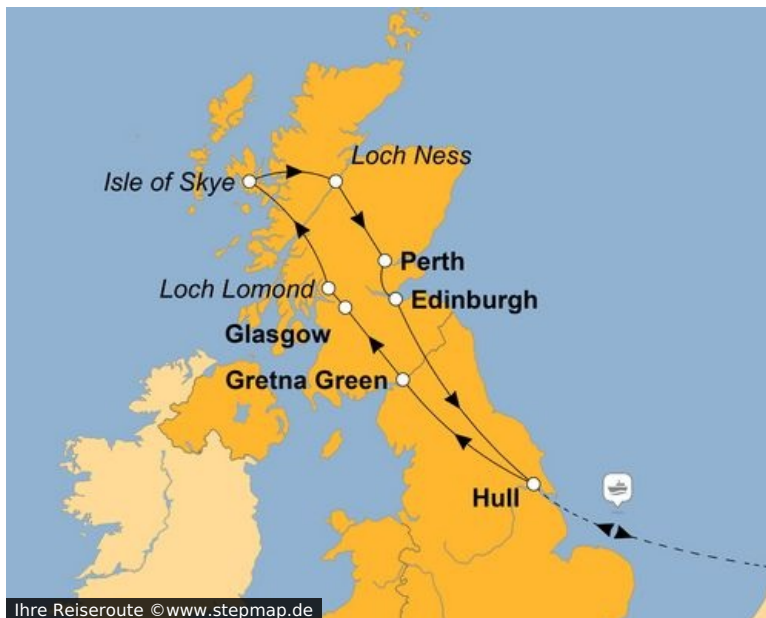 Loch Ness
Isle of Skye
Perth
Loch Lomond
Edinburgh
Glasgow
Gretna Green
Hull
Ihre Reiseroute ©www.stepmap.de